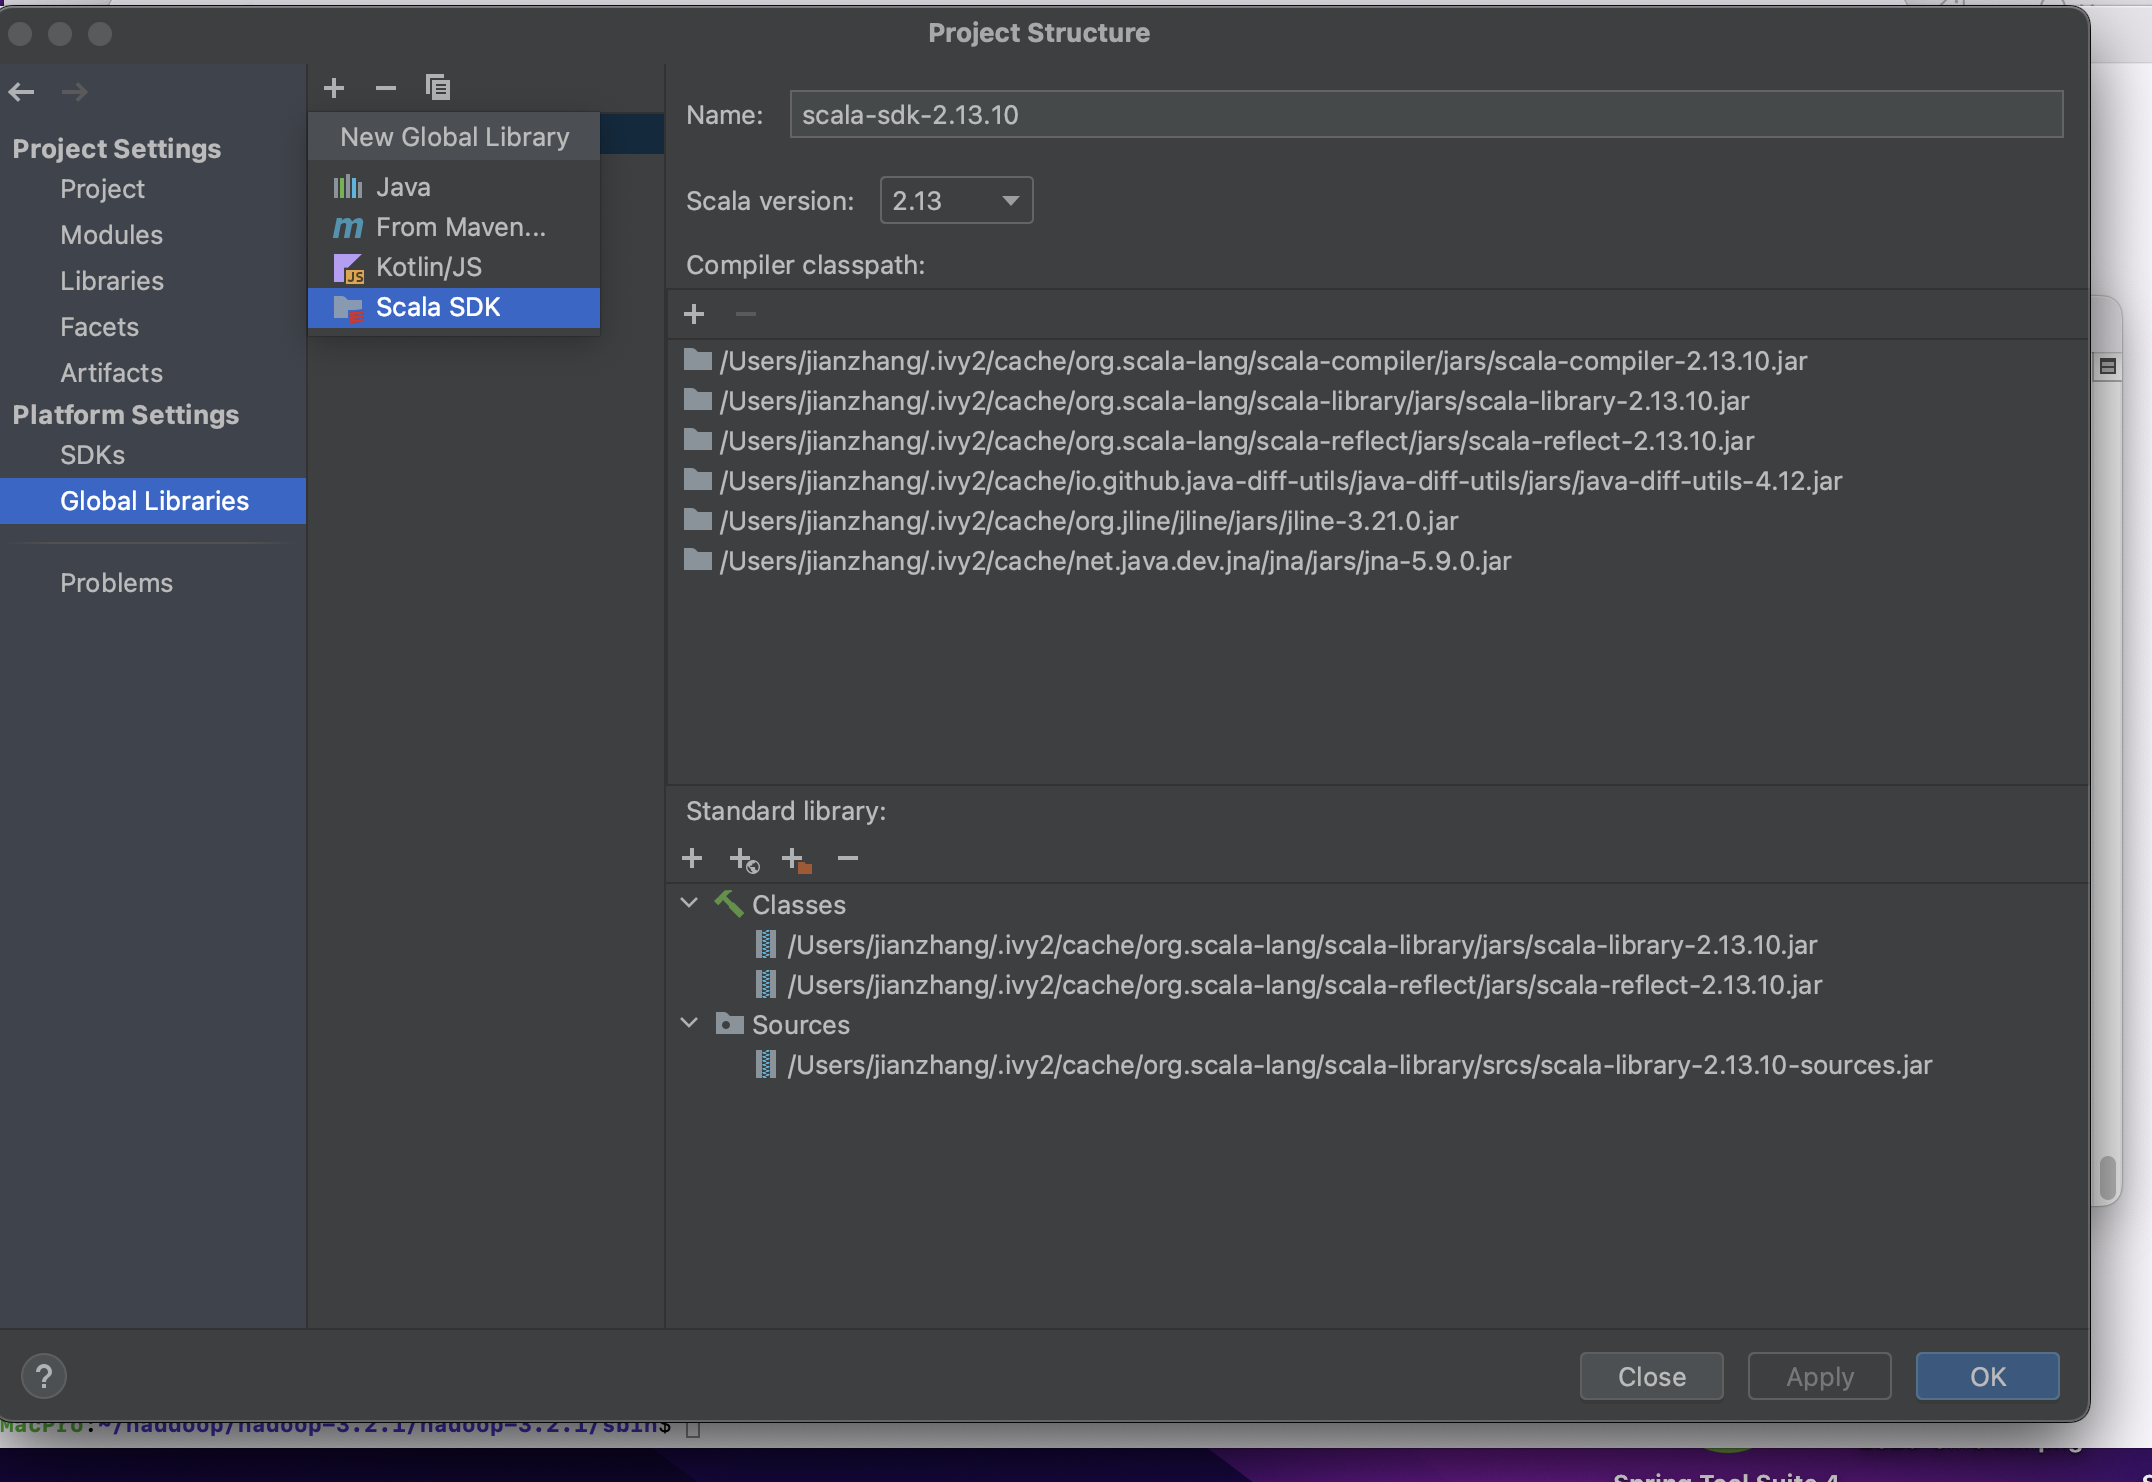 Project Structure
Project Settings
Project
Modules
Libraries
Facets
Artifacts
Platform Settings
SDKs
Global Libraries
Problems
New Global Library
Java
From Maven...
Kotlin/JS
Scala SDK
Name: scala-sdk-2.13.10
Scala version: 2.13
Compiler classpath:
/Users/jianzhang/.ivy2/cache/org.scala-lang/scala-compiler/jars/scala-compiler-2.13.10.jar
/Users/jianzhang/.ivy2/cache/org.scala-lang/scala-library/jars/scala-library-2.13.10.jar
/Users/jianzhang/.ivy2/cache/org.scala-lang/scala-reflect/jars/scala-reflect-2.13.10.jar
/Users/jianzhang/.ivy2/cache/io.github.java-diff-utils/java-diff-utils/jars/java-diff-utils-4.12.jar
/Users/jianzhang/.ivy2/cache/org.jline/jline/jars/jline-3.21.0.jar
/Users/jianzhang/.ivy2/cache/net.java.dev.jna/jna/jars/jna-5.9.0.jar
Standard library:
Classes
/Users/jianzhang/.ivy2/cache/org.scala-lang/scala-library/jars/scala-library-2.13.10.jar
/Users/jianzhang/.ivy2/cache/org.scala-lang/scala-reflect/jars/scala-reflect-2.13.10.jar
Sources
/Users/jianzhang/.ivy2/cache/org.scala-lang/scala-library/srcs/scala-library-2.13.10-sources.jar
?
Close
Apply
OK
MacPro:~/haddoop/hadoop-3.2.1/hadoop-3.2.1/sbin$
Spring Tool Suite 4